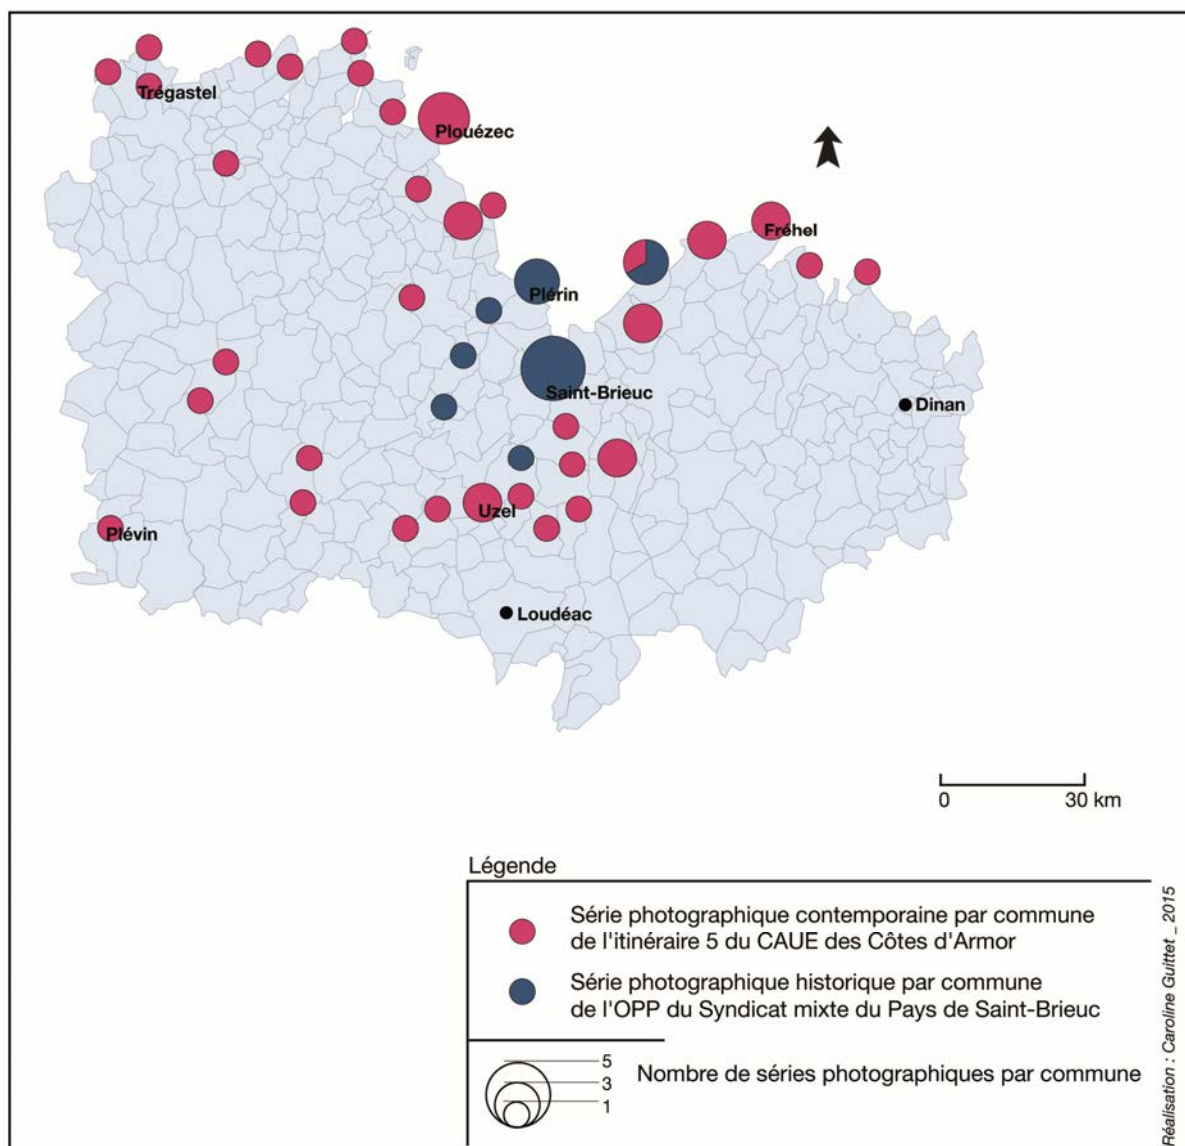 Trégastel
Plouézec
Fréhel
Plérin
Saint-Brieuc
Dinan
Uzel
Plévin
Loudéac
0 30 km
Légende
Série photographique contemporaine par commune
de l'itinéraire 5 du CAUE des Côtes d'Armor
Série photographique historique par commune
de l'OPP du Syndicat mixte du Pays de Saint-Brieuc
5
3
1
Nombre de séries photographiques par commune
Réalisation : Caroline Guittet _ 2015